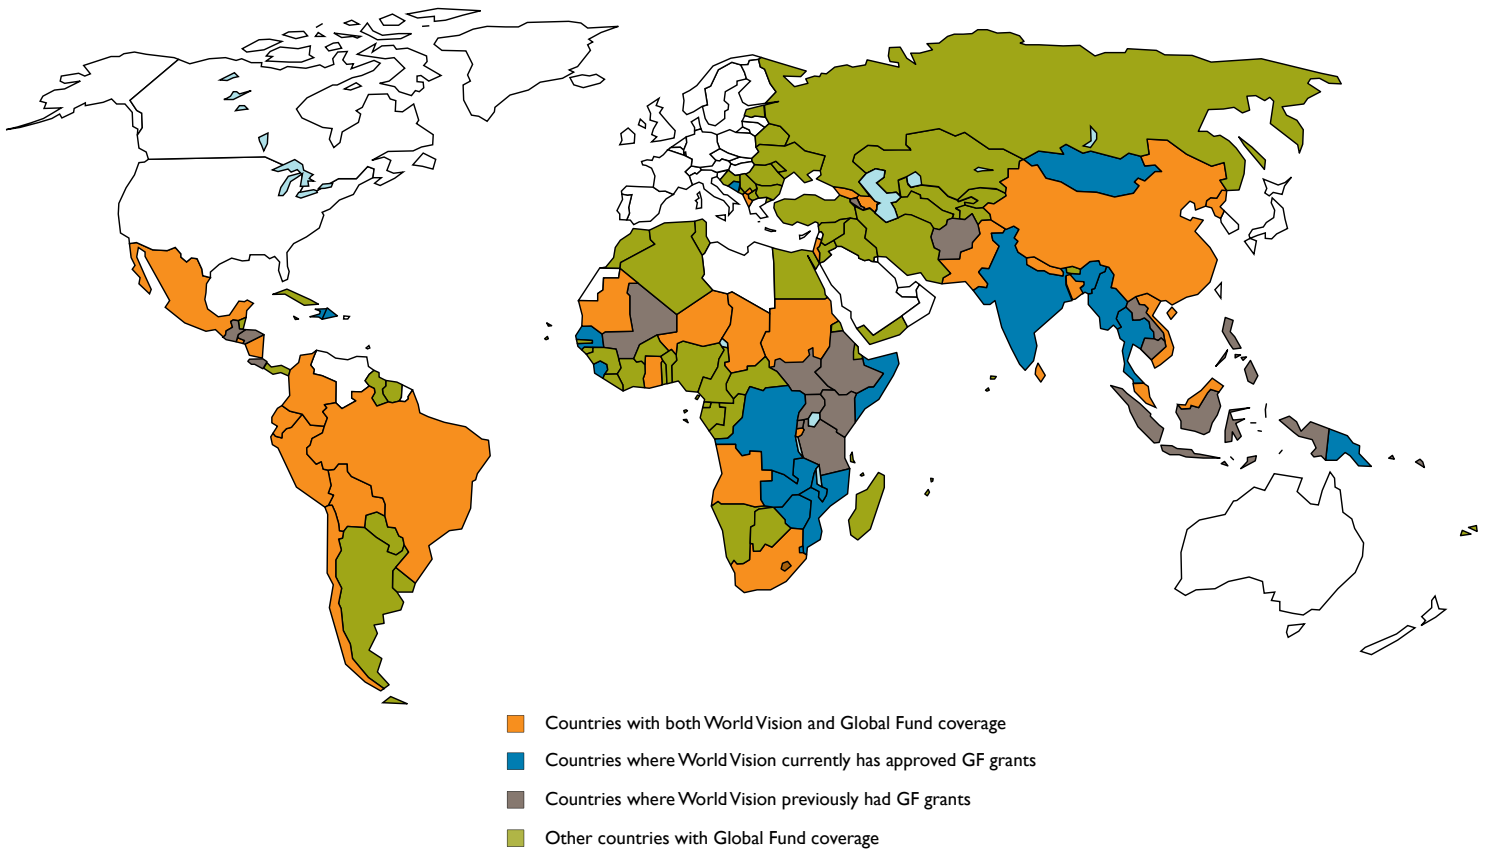 Countries with both World Vision and Global Fund coverage
Countries where World Vision currently has approved GF grants
Countries where World Vision previously had GF grants
Other countries with Global Fund coverage